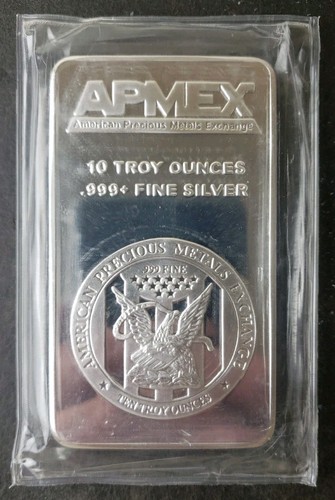 APMEX
American Precious Metals Exchange
10 TROY OUNCES
.999+ FINE SILVER
AMERICAN PRECIOUS METALS EXCHANGE
.999 FINE
TEN TROY OUNCES